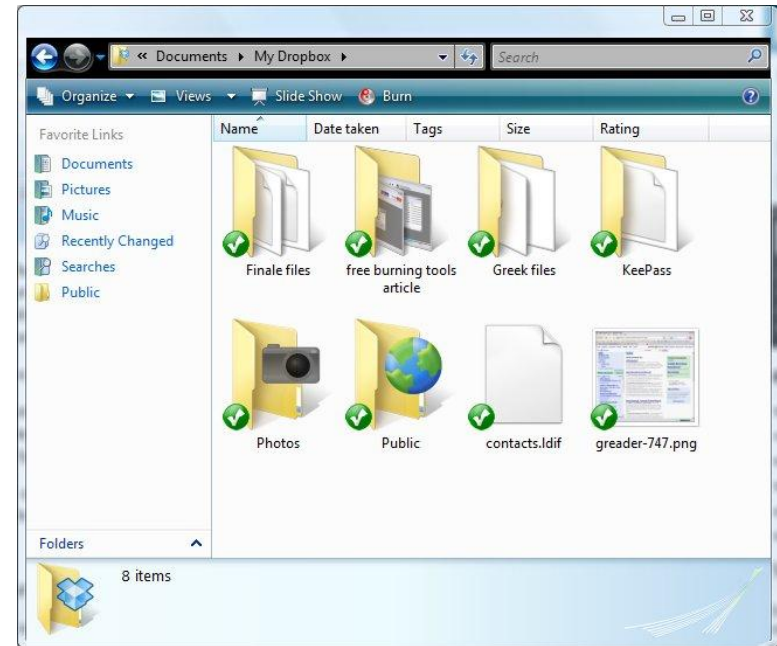 « Documents ▸ My Dropbox ▸
Search
Organize Views Slide Show Burn
Favorite Links
Documents
Pictures
Music
Recently Changed
Searches
Public
Folders
Name Date taken Tags Size Rating
Finale files
free burning tools
article
Greek files
KeePass
Photos
Public
contacts.ldif
greader-747.png
8 items